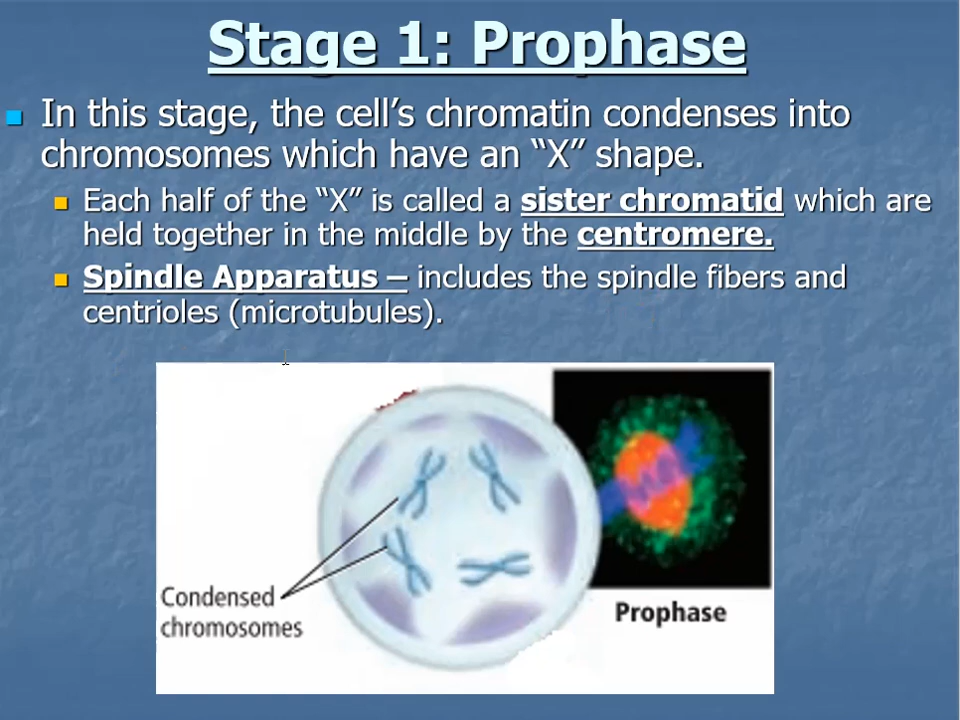 Stage 1: Prophase
In this stage, the cell’s chromatin condenses into
chromosomes which have an “X” shape.
Each half of the “X” is called a sister chromatid which are
held together in the middle by the centromere.
Spindle Apparatus – includes the spindle fibers and
centrioles (microtubules).
Condensed
chromosomes
Prophase